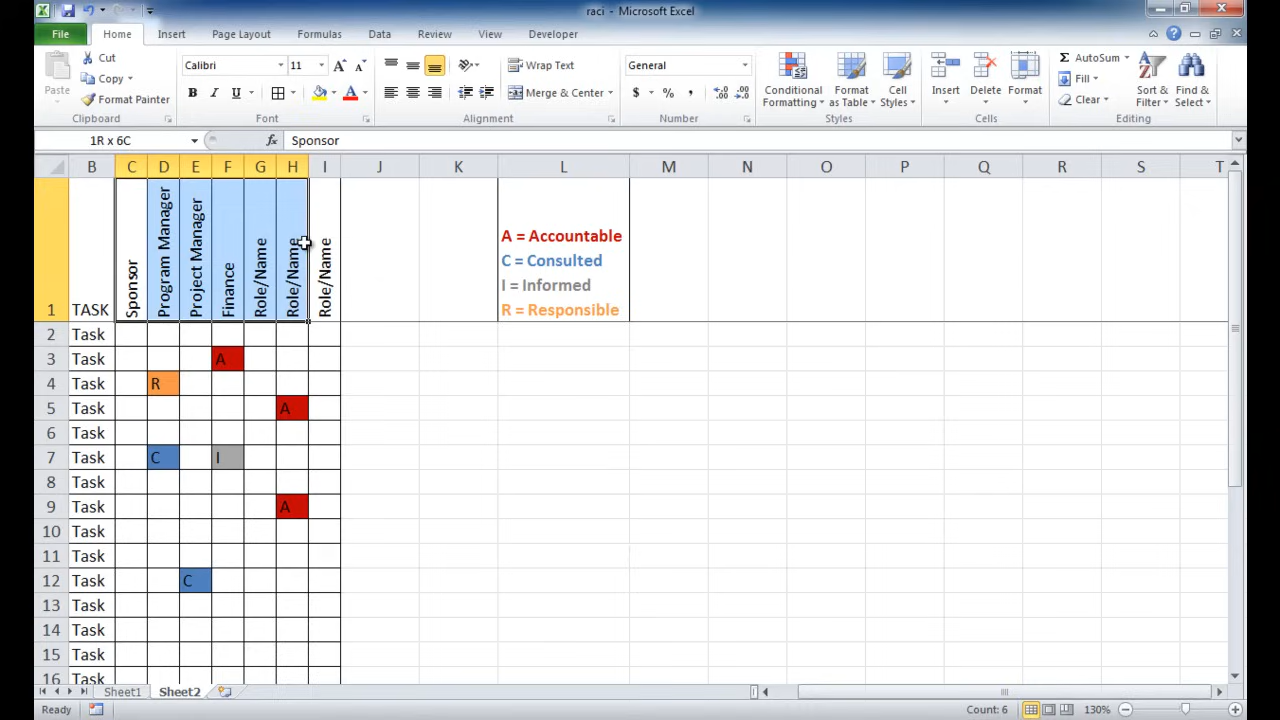 raci - Microsoft Excel
File Home Insert Page Layout Formulas Data Review View Developer
Paste
Cut
Copy
Format Painter
Clipboard
Calibri 11
B I U
Font
Wrap Text
Merge & Center
Alignment
General
$ % ,
Number
Conditional Formatting
Format as Table
Cell Styles
Styles
Insert
Delete
Format
Cells
AutoSum
Fill
Clear
Sort & Filter
Find & Select
Editing
1R x 6C fx Sponsor
B C D E F G H I J K L M N O P Q R S T
1 TASK Sponsor Program Manager Project Manager Finance Role/Name Role/Name Role/Name
A = Accountable
C = Consulted
I = Informed
R = Responsible
2 Task
3 Task A
4 Task R
5 Task A
6 Task
7 Task C I
8 Task
9 Task A
10 Task
11 Task
12 Task C
13 Task
14 Task
15 Task
16 Task
Sheet1 Sheet2
Ready Count: 6 130%